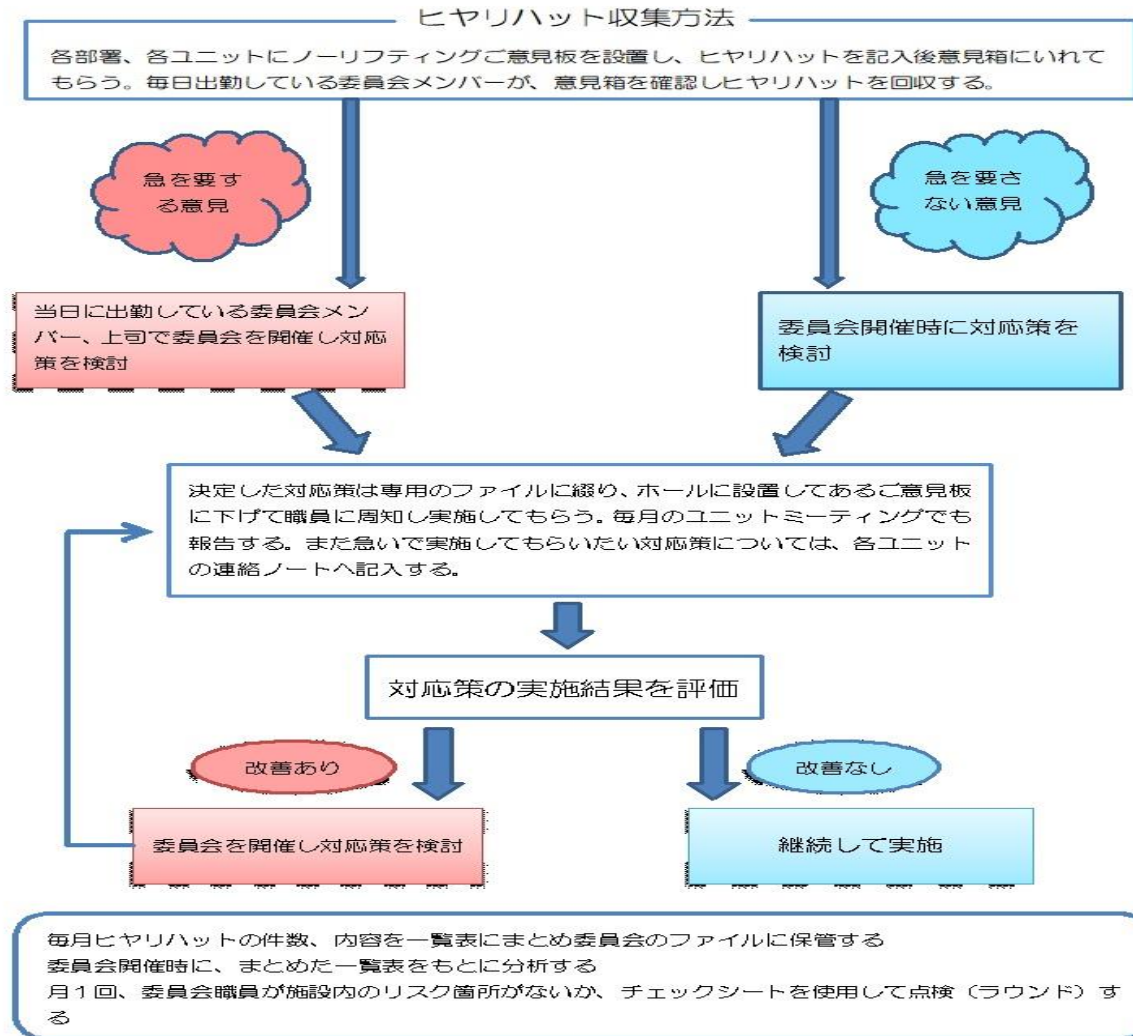 ヒヤリハット収集方法
各部署、各ユニットにノーリフティングご意見板を設置し、ヒヤリハットを記入後意見箱にいれて
もらう。毎日出勤している委員会メンバーが、意見箱を確認しヒヤリハットを回収する。
急を要す
る意見
急を要さ
ない意見
当日に出勤している委員会メン
バー、上司で委員会を開催し対応
策を検討
委員会開催時に対応策を
検討
決定した対応策は専用のファイルに綴り、ホールに設置してあるご意見板
に下げて職員に周知し実施してもらう。毎月のユニットミーティングでも
報告する。また急いで実施してもらいたい対応策については、各ユニット
の連絡ノートへ記入する。
対応策の実施結果を評価
改善あり
改善なし
委員会を開催し対応策を検討
継続して実施
毎月ヒヤリハットの件数、内容を一覧表にまとめ委員会のファイルに保管する
委員会開催時に、まとめた一覧表をもとに分析する
月1回、委員会職員が施設内のリスク箇所がないか、チェックシートを使用して点検（ラウンド）す
る